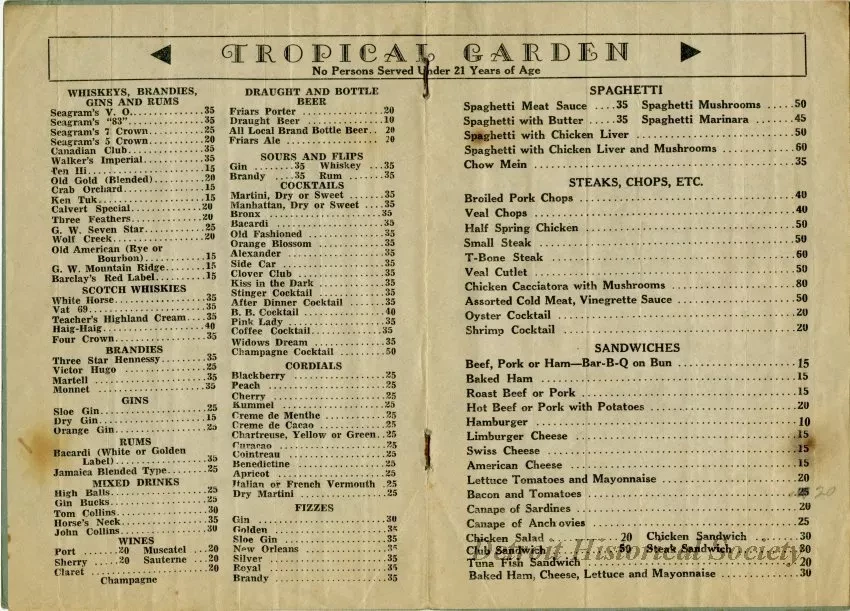 TROPICAL GARDEN
No Persons Served Under 21 Years of Age
WHISKEYS, BRANDIES,
GINS AND RUMS
Seagram's V. O. 35
Seagram's "83" 35
Seagram's 7 Crown 25
Seagram's 5 Crown 20
Canadian Club 35
Walker's Imperial 35
Ten Hi 15
Old Gold (Blended) 20
Crab Orchard 15
Ken Tuk 15
Calvert Special 20
Three Feathers 20
G. W. Seven Star 25
Wolf Creek 20
Old American (Rye or
Bourbon) 15
G. W. Mountain Ridge 15
Barclay's Red Label 15
SCOTCH WHISKIES
White Horse 35
Vat 69 35
Teacher's Highland Cream 35
Haig-Haig 40
Four Crown 35
BRANDIES
Three Star Hennessy 35
Victor Hugo 25
Martell 35
Monnet 35
GINS
Sloe Gin 25
Dry Gin 15
Orange Gin 25
RUMS
Bacardi (White or Golden
Label) 35
Jamaica Blended Type 25
MIXED DRINKS
High Balls 25
Gin Bucks 25
Tom Collins 30
Horse's Neck 35
John Collins 30
WINES
Port 20 Muscatel 20
Sherry 20 Sauterne 20
Claret 20
Champagne
DRAUGHT AND BOTTLE
BEER
Friars Porter 20
Draught Beer 10
All Local Brand Bottle Beer 20
Friars Ale 20
SOURS AND FLIPS
Gin 35 Whiskey 35
Brandy 35 Rum 35
COCKTAILS
Martini, Dry or Sweet 35
Manhattan, Dry or Sweet 35
Bronx 35
Bacardi 35
Old Fashioned 35
Orange Blossom 35
Alexander 35
Side Car 35
Clover Club 35
Kiss in the Dark 35
Stinger Cocktail 35
After Dinner Cocktail 35
B. B. Cocktail 40
Pink Lady 35
Coffee Cocktail 35
Widows Dream 35
Champagne Cocktail 50
CORDIALS
Blackberry 25
Peach 25
Cherry 25
Kummel 25
Creme de Menthe 25
Creme de Cacao 25
Chartreuse, Yellow or Green 25
Curacao 25
Cointreau 25
Benedictine 25
Apricot 25
Italian or French Vermouth 25
Dry Martini 25
FIZZES
Gin 30
Golden 35
Sloe Gin 35
New Orleans 35
Silver 35
Royal 35
Brandy 35
SPAGHETTI
Spaghetti Meat Sauce 35 Spaghetti Mushrooms 50
Spaghetti with Butter 35 Spaghetti Marinara 45
Spaghetti with Chicken Liver 50
Spaghetti with Chicken Liver and Mushrooms 60
Chow Mein 35
STEAKS, CHOPS, ETC.
Broiled Pork Chops 40
Veal Chops 40
Half Spring Chicken 50
Small Steak 50
T-Bone Steak 60
Veal Cutlet 50
Chicken Cacciatora with Mushrooms 80
Assorted Cold Meat, Vinegrette Sauce 50
Oyster Cocktail 20
Shrimp Cocktail 20
SANDWICHES
Beef, Pork or Ham—Bar-B-Q on Bun 15
Baked Ham 15
Roast Beef or Pork 15
Hot Beef or Pork with Potatoes 20
Hamburger 10
Limburger Cheese 15
Swiss Cheese 15
American Cheese 15
Lettuce Tomatoes and Mayonnaise 20
Bacon and Tomatoes 25
20
Canape of Sardines 20
Canape of Anchovies 25
Chicken Salad 20 Chicken Sandwich 30
Club Sandwich 50 Steak Sandwich
Tuna Fish Sandwich 20
Baked Ham, Cheese, Lettuce and Mayonnaise 30
Detroit Historical Society